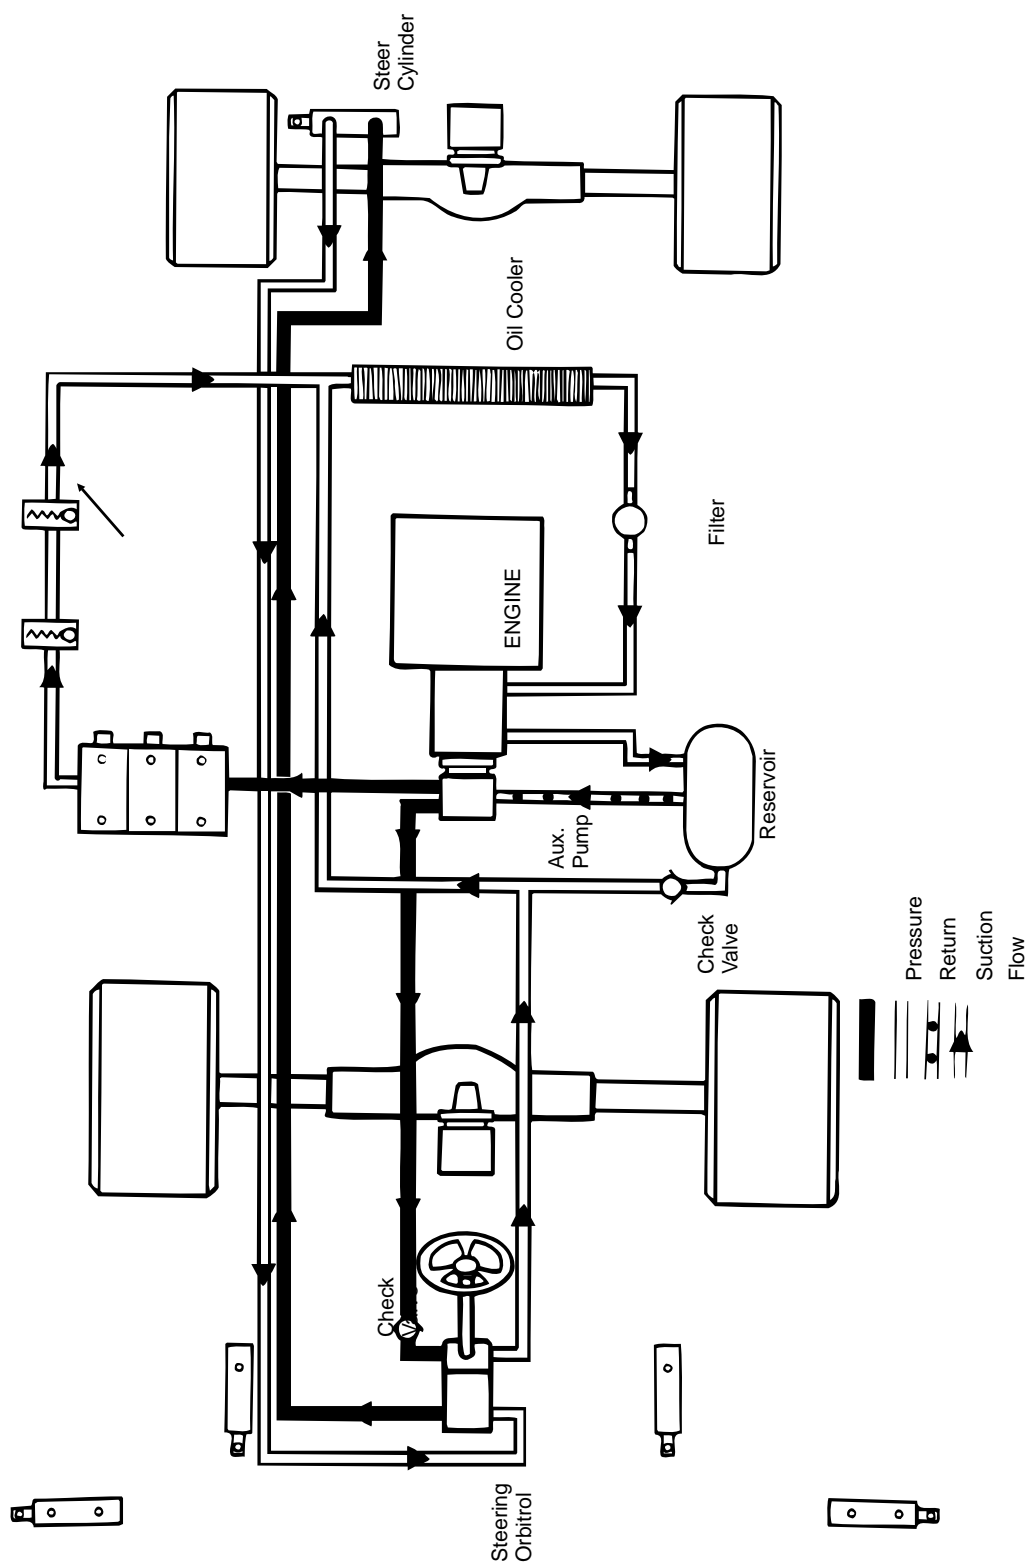 Steer
Cylinder
Oil Cooler
Filter
ENGINE
Reservoir
Aux.
Pump
Check
Valve
Pressure
Return
Suction
Flow
Check
Steering
Orbitrol